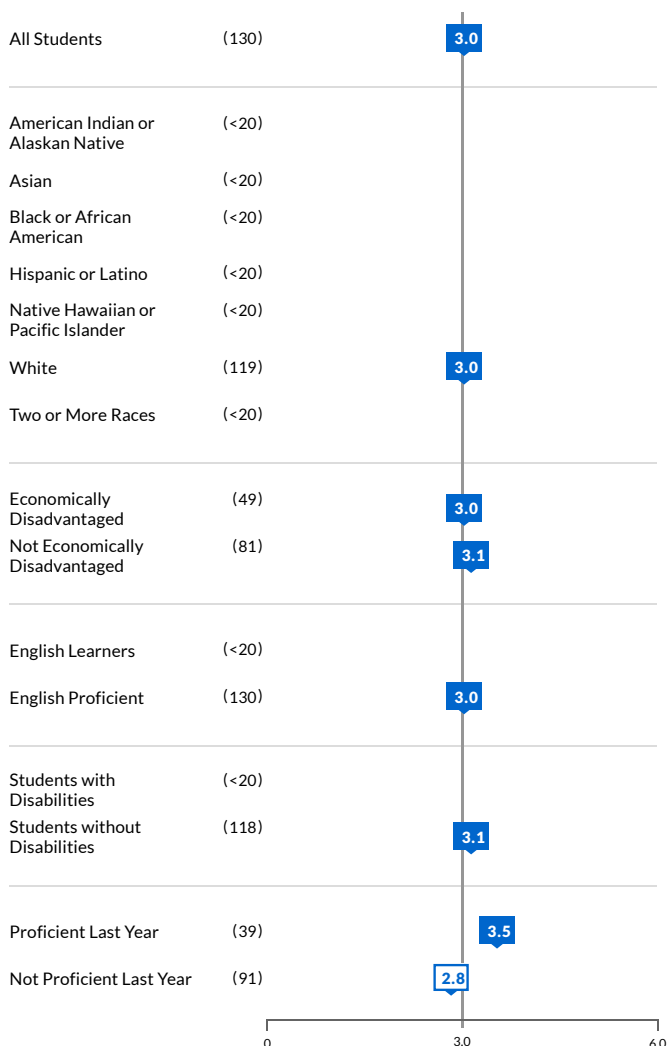 All Students (130) 3.0
American Indian or (<20)
Alaskan Native
Asian (<20)
Black or African (<20)
American
Hispanic or Latino (<20)
Native Hawaiian or (<20)
Pacific Islander
White (119) 3.0
Two or More Races (<20)
Economically (49) 3.0
Disadvantaged
Not Economically (81) 3.1
Disadvantaged
English Learners (<20)
English Proficient (130) 3.0
Students with (<20)
Disabilities
Students without (118) 3.1
Disabilities
Proficient Last Year (39) 3.5
Not Proficient Last Year (91) 2.8
0 3.0 6.0